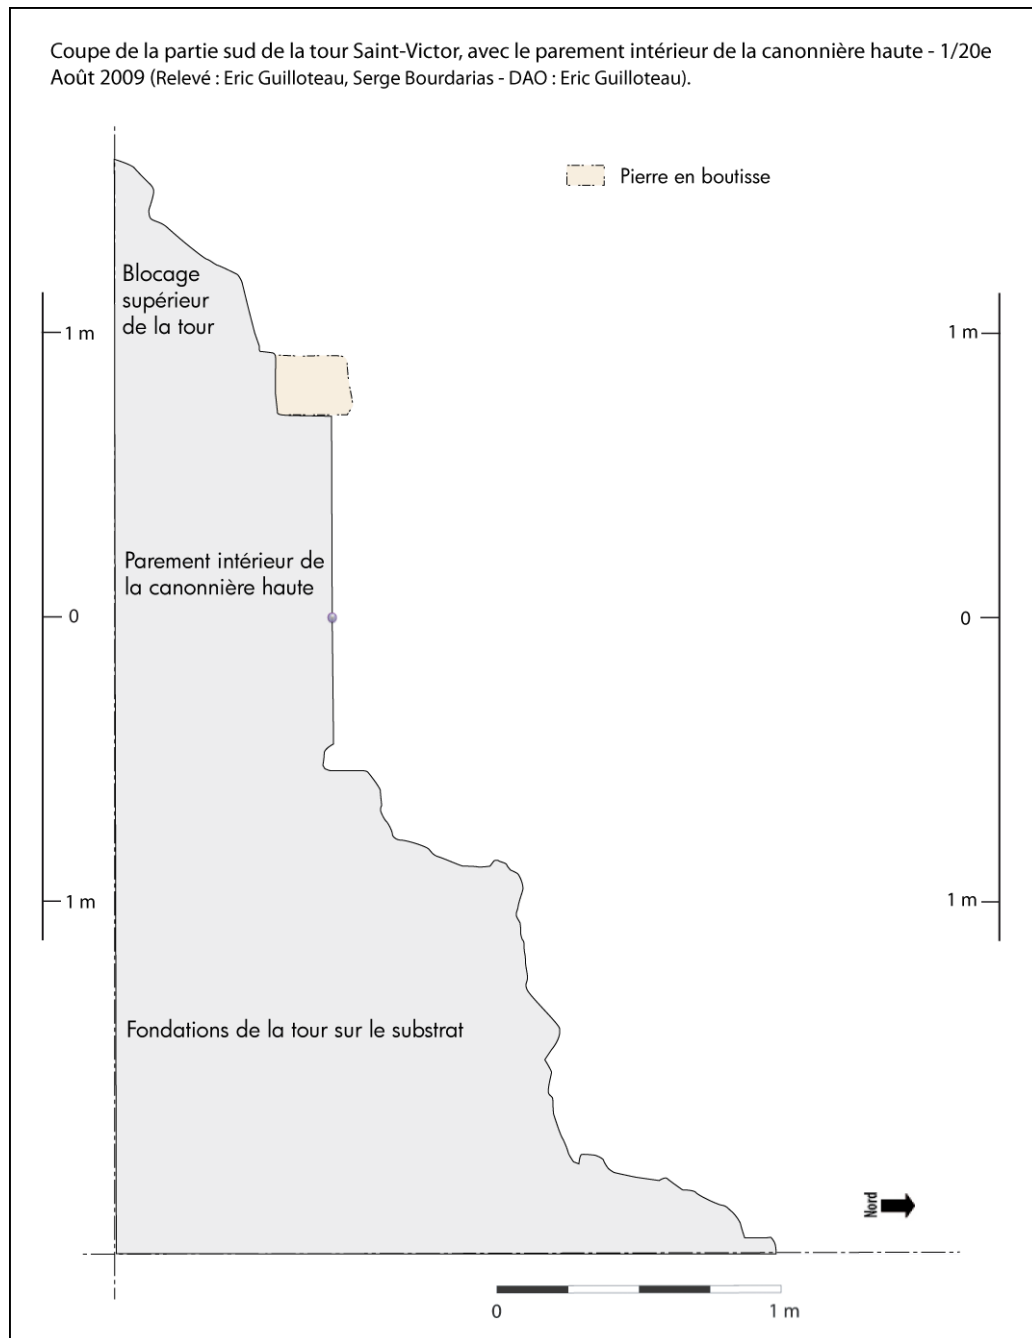 Coupe de la partie sud de la tour Saint-Victor, avec le parement intérieur de la canonnière haute - 1/20e
Août 2009 (Relevé : Eric Guilloteau, Serge Bourdarias - DAO : Eric Guilloteau).
Pierre en boutisse
Blocage
supérieur
de la tour
1 m
1 m
Parement intérieur de
la canonnière haute
0
0
1 m
1 m
Fondations de la tour sur le substrat
Nord
0
1 m